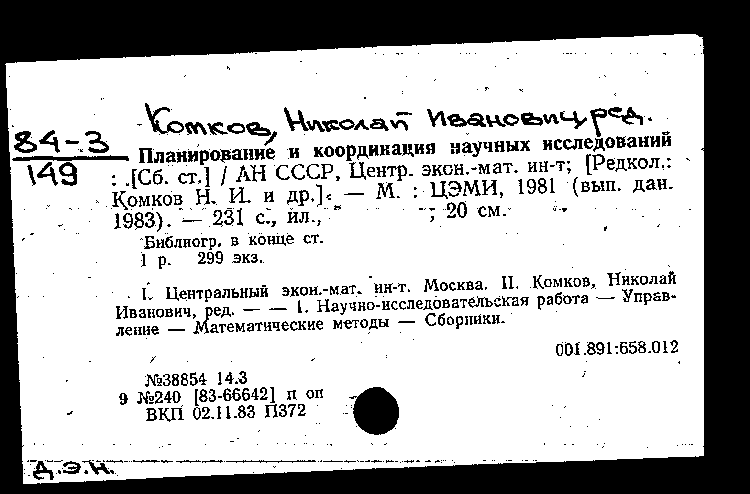 Комков, Николай Иванович, ред.
84-3
149
Планирование и координация научных исследований
: [Сб. ст.] / АН СССР, Центр. экон.-мат. ин-т; [Редкол.:
Комков Н. И. и др.]. — М. : ЦЭМИ, 1981 (вып. дан.
1983). — 231 с., ил., ; 20 см.
Библиогр. в конце ст.
1 р. 299 экз.
I. Центральный экон.-мат. ин-т. Москва. II. Комков, Николай
Иванович, ред. — — 1. Научно-исследовательская работа — Управ-
ление — Математические методы — Сборники.
001.891:658.012
№38854 14.3
9 №240 [83-66642] п оп
ВКП 02.11.83 П372
Д.Э.Н.